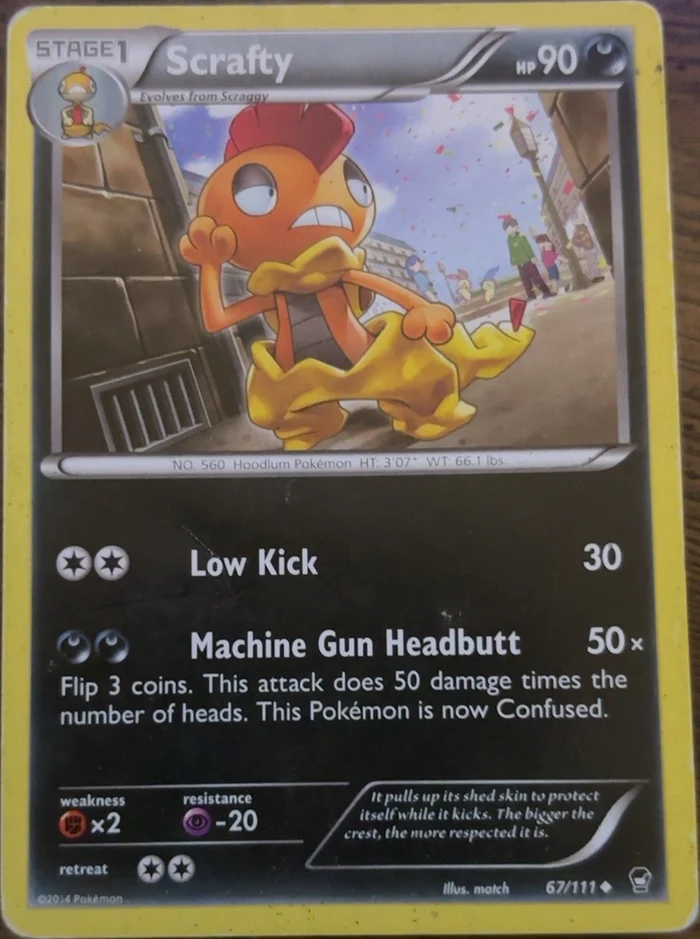 STAGE1
Scrafty
HP 90
Evolves from Scraggy
NO. 560 Hoodlum Pokémon HT. 3'07" WT. 66.1 lbs.
Low Kick 30
Machine Gun Headbutt 50×
Flip 3 coins. This attack does 50 damage times the
number of heads. This Pokémon is now Confused.
weakness
×2
resistance
-20
It pulls up its shed skin to protect
itself while it kicks. The bigger the
crest, the more respected it is.
retreat
©2014 Pokémon
Illus. match
67/111